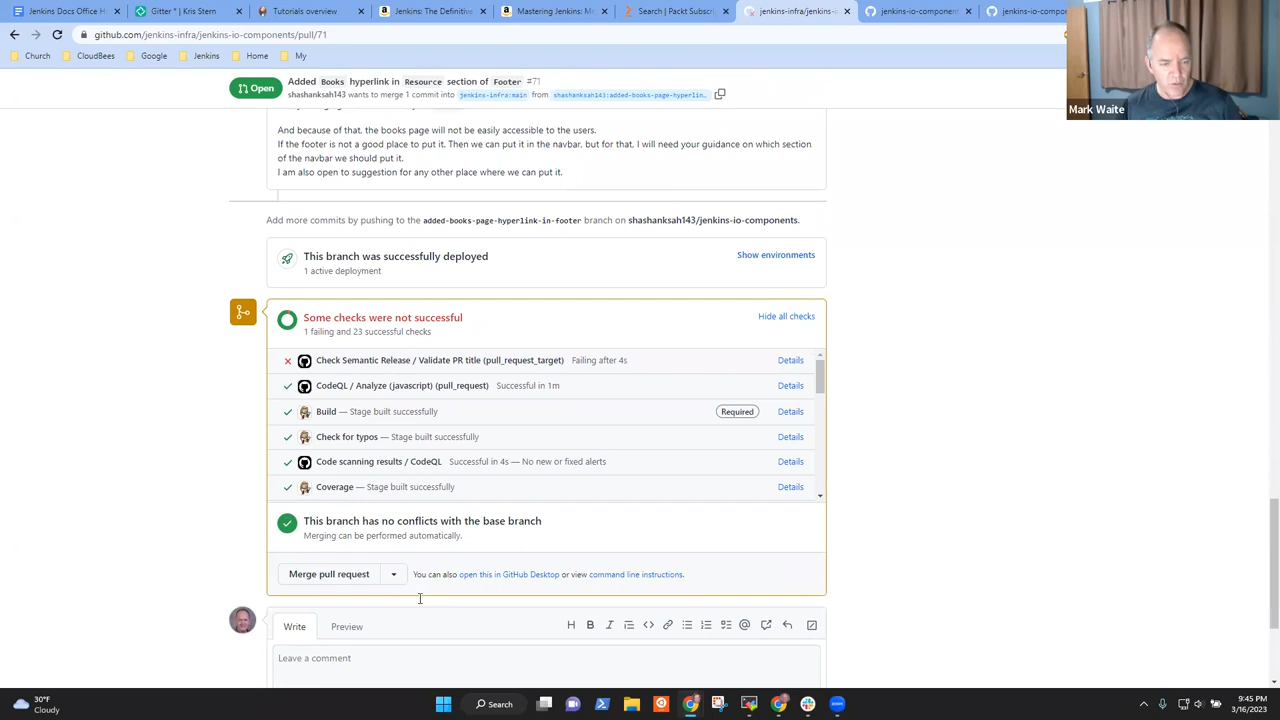 Jenkins Docs Office H
Gitter * Kris Stern
Tutorials overview
Jenkins: The Definitive
Mastering Jenkins: M
Search | Packt Subscr
jenkins-infra/jenkins-
jenkins-io-component
jenkins-io-compon
github.com/jenkins-infra/jenkins-io-components/pull/71
Church
CloudBees
Google
Jenkins
Home
My
Mark Waite
Open
Added Books hyperlink in Resource section of Footer #71
shashanksah143 wants to merge 1 commit into jenkins-infra:main from shashanksah143:added-books-page-hyperlin...
And because of that, the books page will not be easily accessible to the users.
If the footer is not a good place to put it. Then we can put it in the navbar, but for that, I will need your guidance on which section
of the navbar we should put it.
I am also open to suggestion for any other place where we can put it.
Add more commits by pushing to the added-books-page-hyperlink-in-footer branch on shashanksah143/jenkins-io-components.
This branch was successfully deployed
Show environments
1 active deployment
Some checks were not successful
Hide all checks
1 failing and 23 successful checks
Check Semantic Release / Validate PR title (pull_request_target) Failing after 4s Details
CodeQL / Analyze (javascript) (pull_request) Successful in 1m Details
Build — Stage built successfully Required Details
Check for typos — Stage built successfully Details
Code scanning results / CodeQL Successful in 4s — No new or fixed alerts Details
Coverage — Stage built successfully Details
This branch has no conflicts with the base branch
Merging can be performed automatically.
Merge pull request
You can also open this in GitHub Desktop or view command line instructions.
Write
Preview
Leave a comment
30°F
Cloudy
Search
9:45 PM
3/16/2023